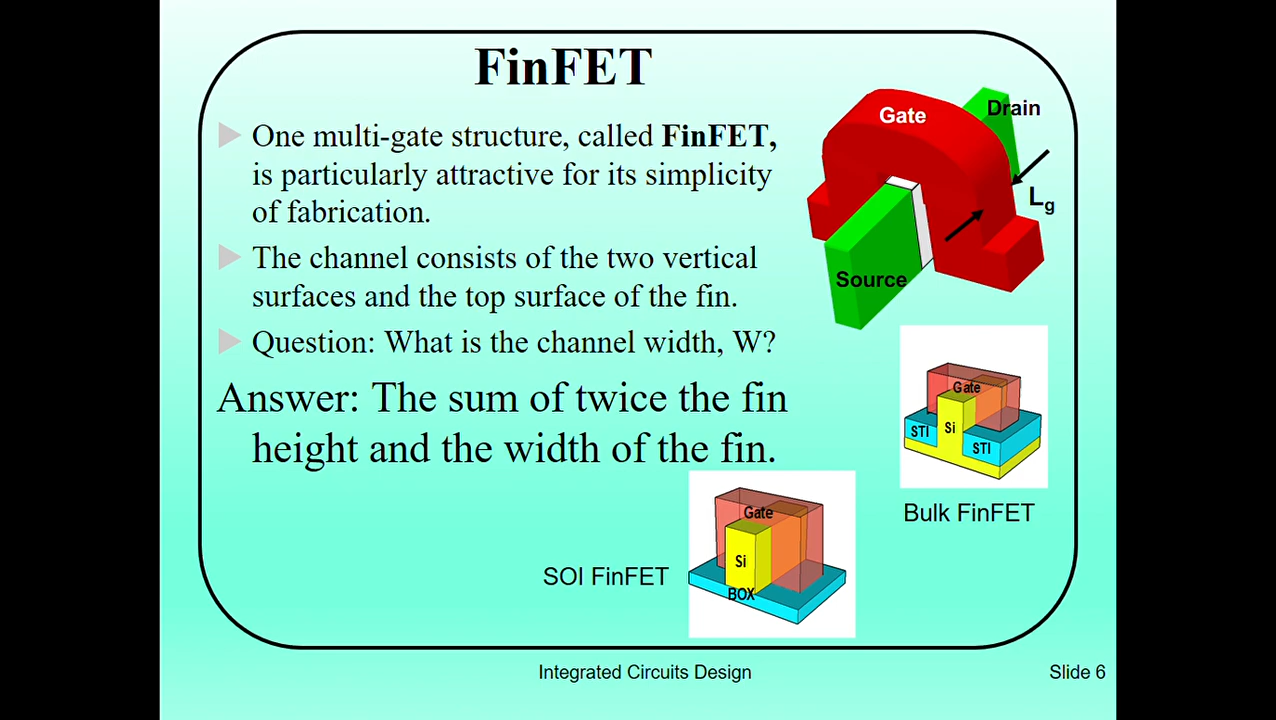 FinFET
One multi-gate structure, called FinFET,
is particularly attractive for its simplicity
of fabrication.
The channel consists of the two vertical
surfaces and the top surface of the fin.
Question: What is the channel width, W?
Answer: The sum of twice the fin
height and the width of the fin.
Gate
Drain
Lg
Source
Gate
STI
Si
STI
Bulk FinFET
Gate
Si
BOX
SOI FinFET
Integrated Circuits Design
Slide 6